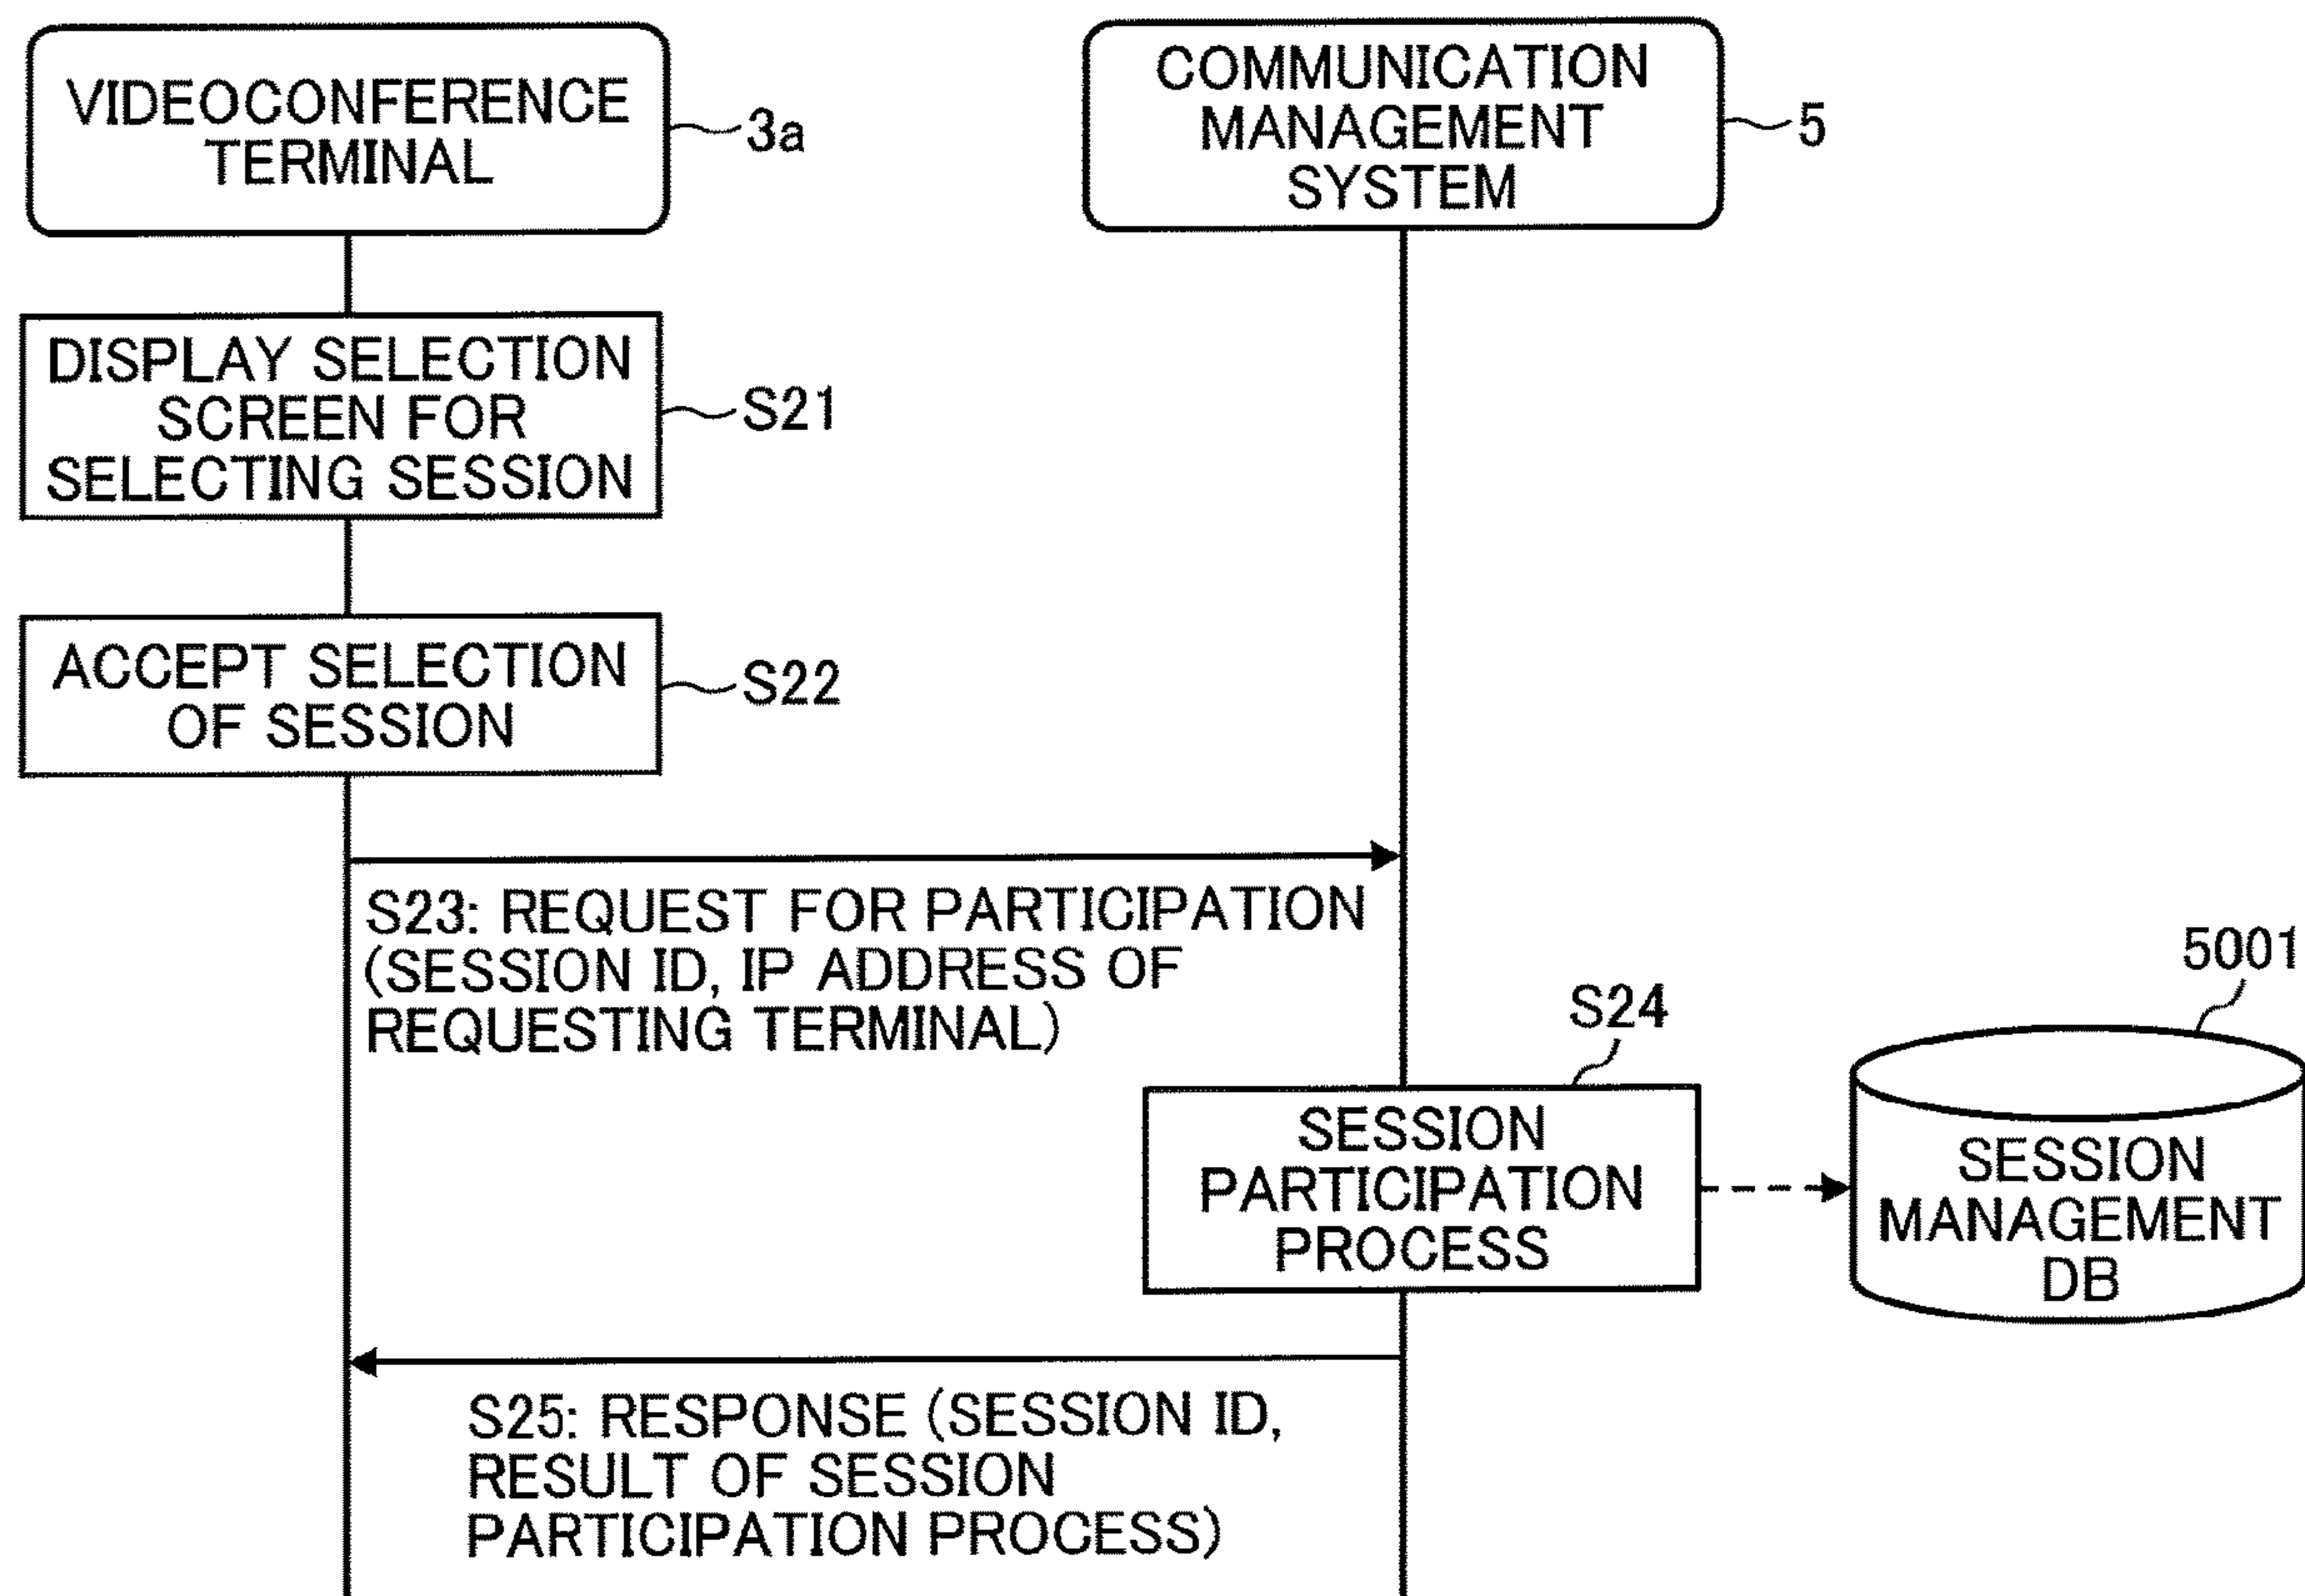 VIDEOCONFERENCE
TERMINAL
3a
COMMUNICATION
MANAGEMENT
SYSTEM
5
DISPLAY SELECTION
SCREEN FOR
SELECTING SESSION
S21
ACCEPT SELECTION
OF SESSION
S22
S23: REQUEST FOR PARTICIPATION
(SESSION ID, IP ADDRESS OF
REQUESTING TERMINAL)
S24
SESSION
PARTICIPATION
PROCESS
5001
SESSION
MANAGEMENT
DB
S25: RESPONSE (SESSION ID,
RESULT OF SESSION
PARTICIPATION PROCESS)